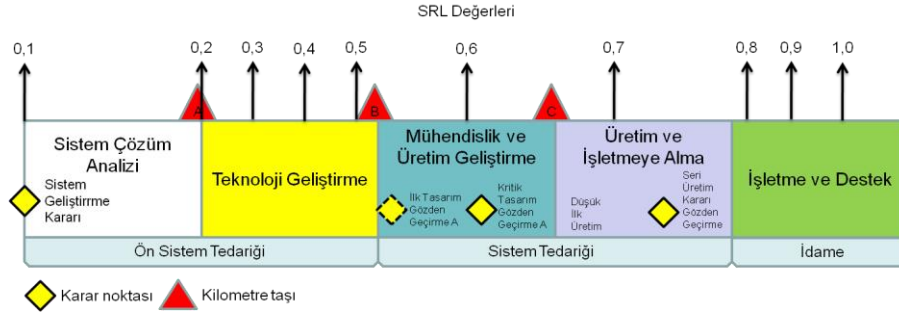 SRL Değerleri
0,1 0,2 0,3 0,4 0,5 0,6 0,7 0,8 0,9 1,0
A B C
Sistem Çözüm
Analizi
Sistem
Geliştirme
Kararı
Teknoloji Geliştirme
Mühendislik ve
Üretim Geliştirme
İlk Tasarım
Gözden
Geçirme A
Kritik
Tasarım
Gözden
Geçirme A
Üretim ve
İşletmeye Alma
Düşük
İlk
Üretim
Seri
Üretim
Kararı
Gözden
Geçirme
İşletme ve Destek
Ön Sistem Tedariği
Sistem Tedariği
İdame
Karar noktası
Kilometre taşı